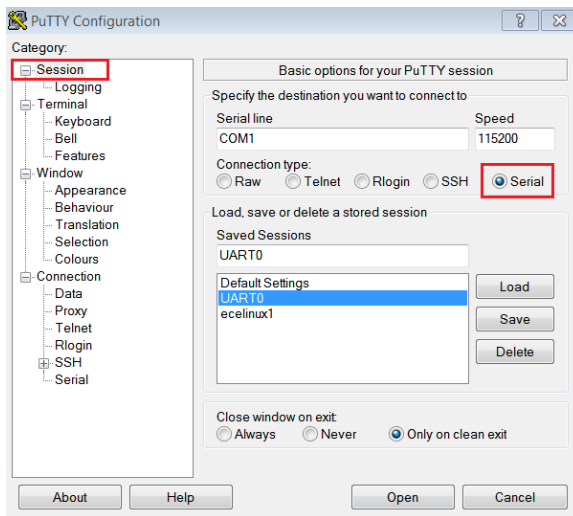 PuTTY Configuration
Category:
Session
Logging
Terminal
Keyboard
Bell
Features
Window
Appearance
Behaviour
Translation
Selection
Colours
Connection
Data
Proxy
Telnet
Rlogin
SSH
Serial
Basic options for your PuTTY session
Specify the destination you want to connect to
Serial line Speed
COM1 115200
Connection type:
Raw Telnet Rlogin SSH Serial
Load, save or delete a stored session
Saved Sessions
UART0
Default Settings
UART0
ecelinux1
Load
Save
Delete
Close window on exit:
Always Never Only on clean exit
About Help Open Cancel